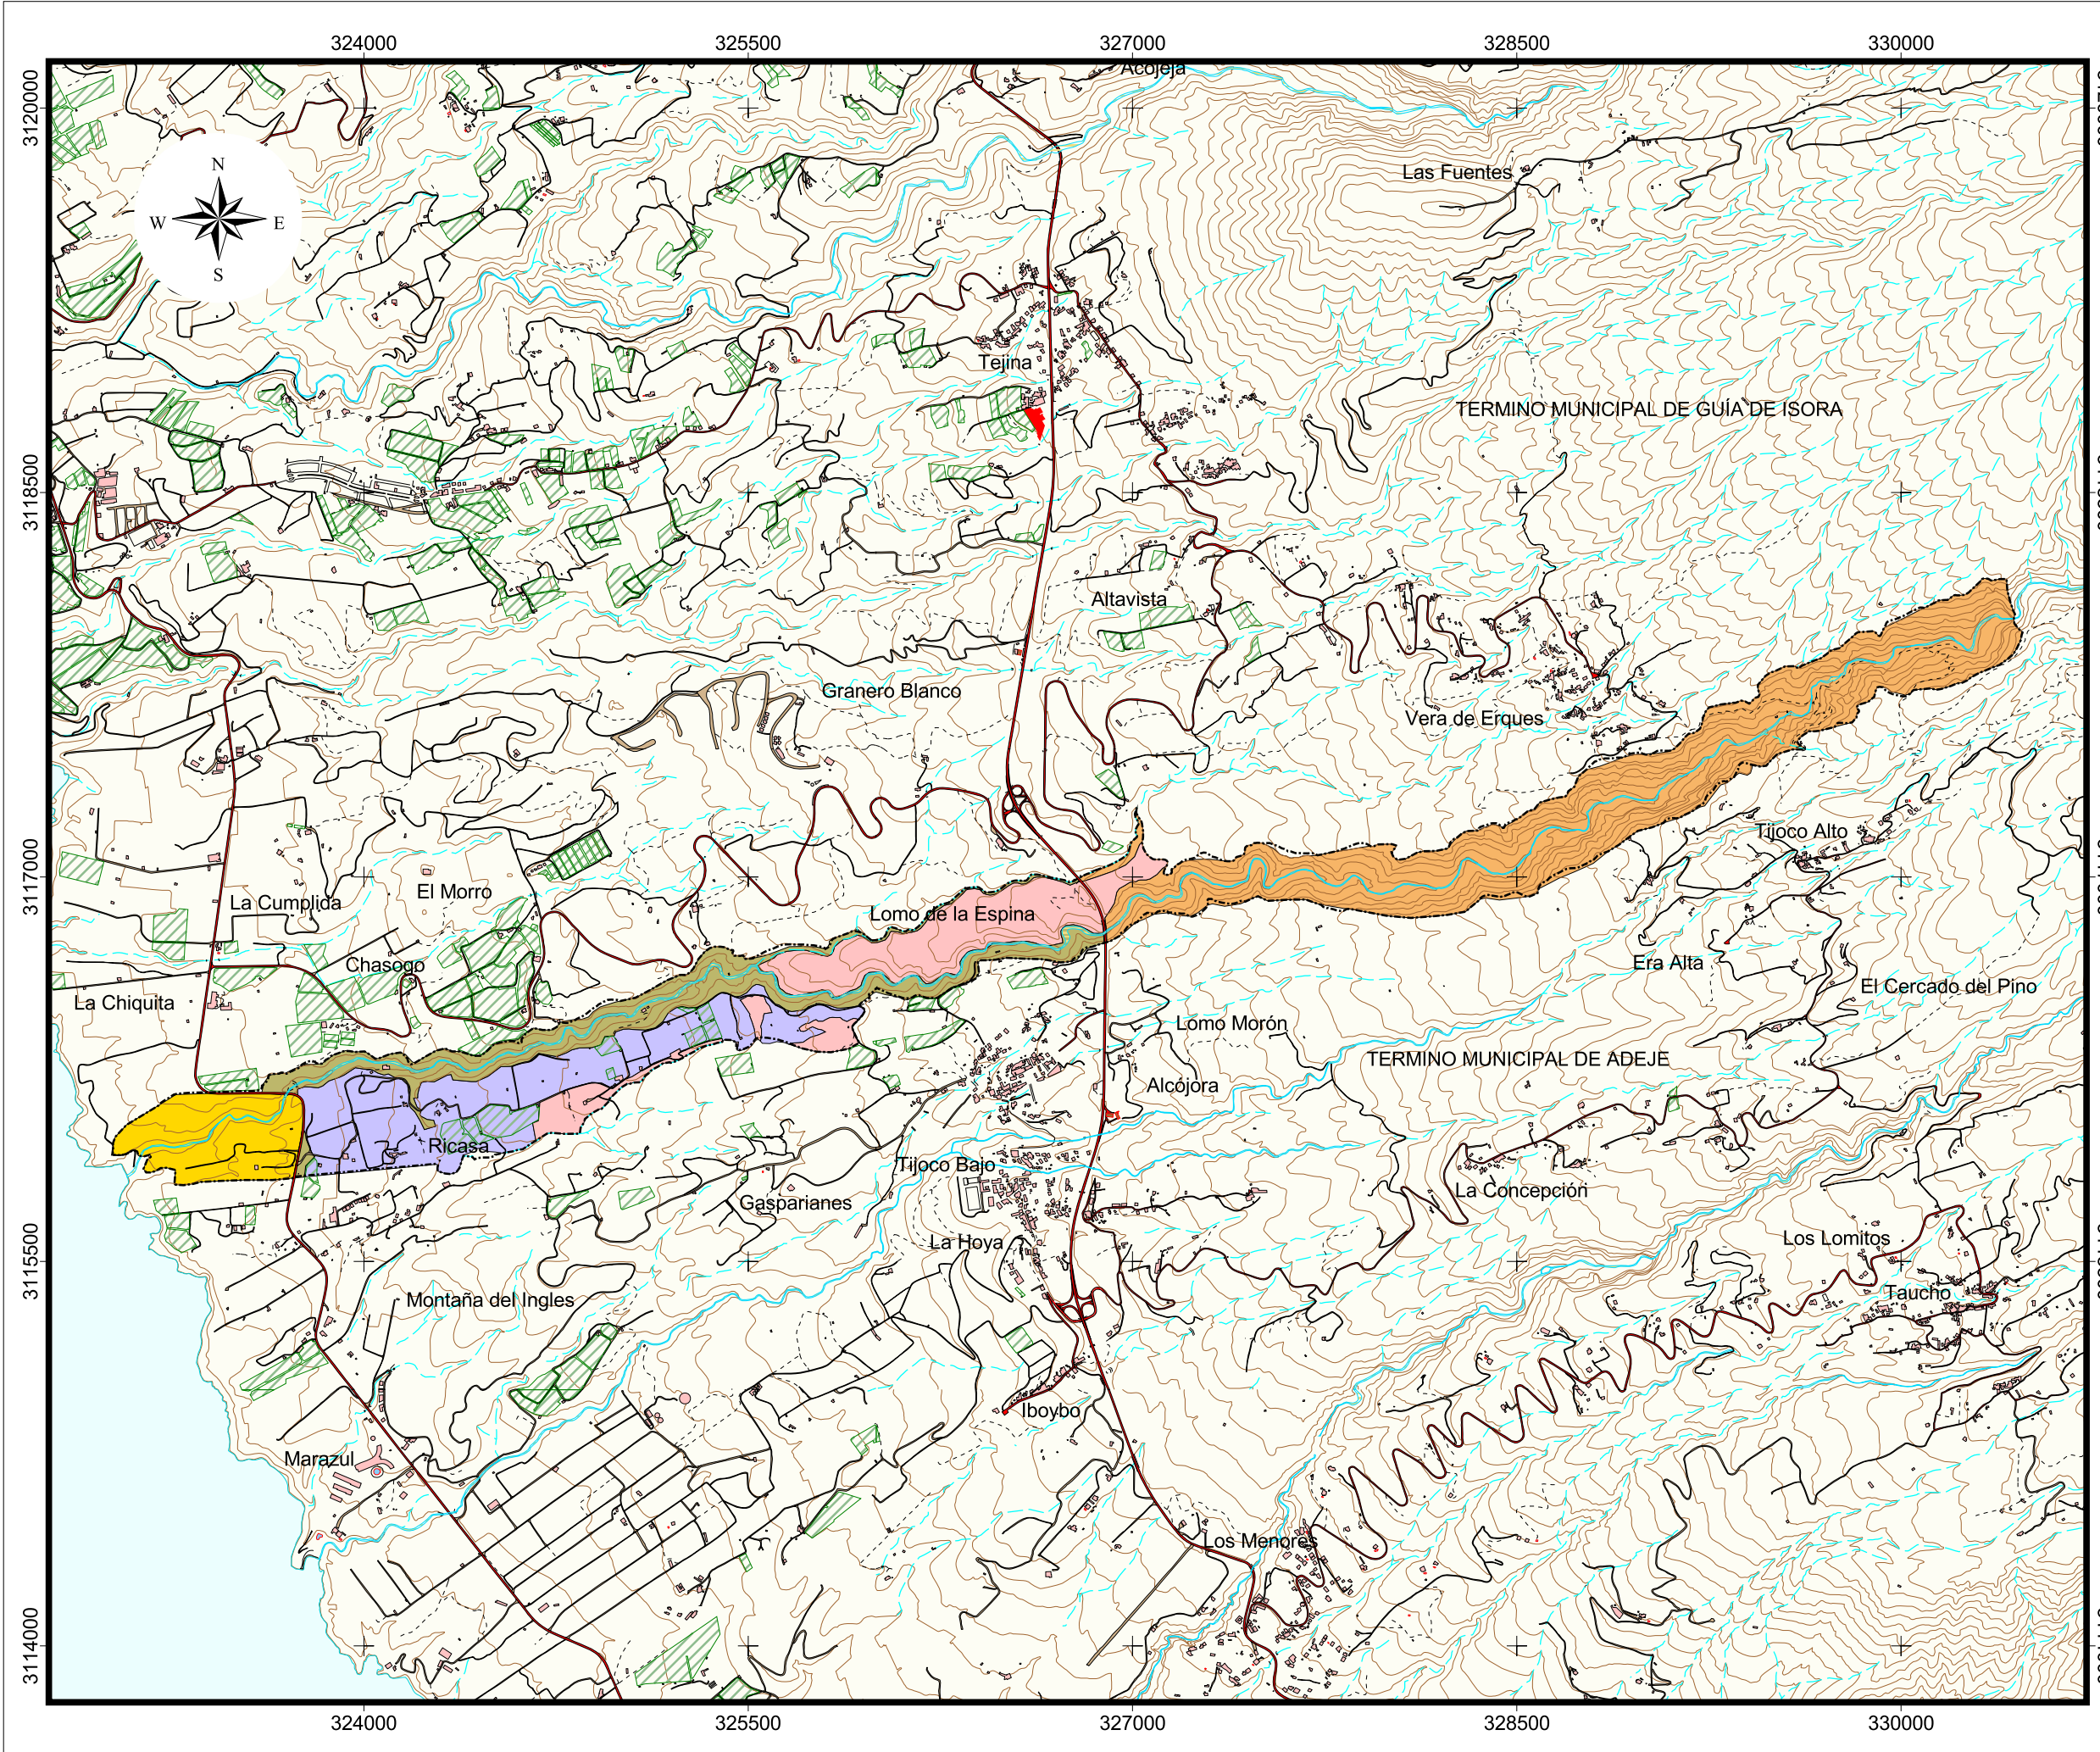 324000 325500 327000 328500 330000
Acojeja
3120000
Las Fuentes
N
W E
S
Tejina
TERMINO MUNICIPAL DE GUÍA DE ISORA
3118500
Altavista
Granero Blanco
Vera de Erques
Tijoco Alto
3117000
El Morro
La Cumplida
Lomo de la Espina
Chasogo
Era Alta
El Cercado del Pino
La Chiquita
Lomo Morón
TERMINO MUNICIPAL DE ADEJE
Alcójora
Ricasa
Tijoco Bajo
La Concepción
Gasparianes
La Hoya
Los Lomitos
3115500
Taucho
Montaña del Ingles
Iboybo
Marazul
Los Menores
3114000
324000 325500 327000 328500 330000